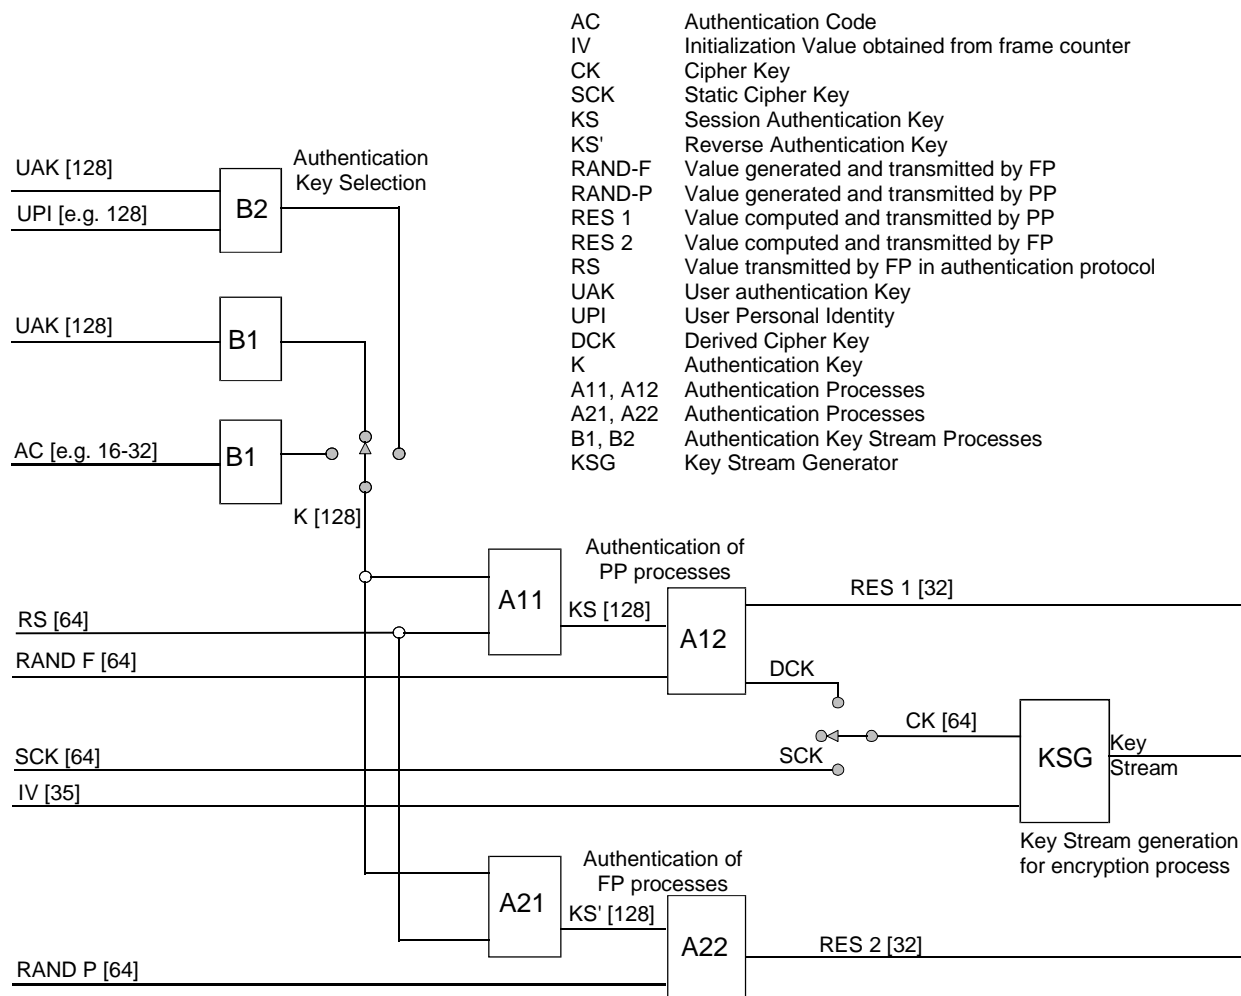 AC Authentication Code
IV Initialization Value obtained from frame counter
CK Cipher Key
SCK Static Cipher Key
KS Session Authentication Key
KS' Reverse Authentication Key
RAND-F Value generated and transmitted by FP
RAND-P Value generated and transmitted by PP
RES 1 Value computed and transmitted by PP
RES 2 Value computed and transmitted by FP
RS Value transmitted by FP in authentication protocol
UAK User authentication Key
UPI User Personal Identity
DCK Derived Cipher Key
K Authentication Key
A11, A12 Authentication Processes
A21, A22 Authentication Processes
B1, B2 Authentication Key Stream Processes
KSG Key Stream Generator
UAK [128]
UPI [e.g. 128]
B2
Authentication
Key Selection
UAK [128]
B1
AC [e.g. 16-32]
B1
K [128]
RS [64]
RAND F [64]
A11
KS [128]
Authentication of
PP processes
A12
RES 1 [32]
DCK
SCK [64]
SCK
CK [64]
IV [35]
KSG
Key
Stream
Key Stream generation
for encryption process
A21
KS' [128]
Authentication of
FP processes
A22
RES 2 [32]
RAND P [64]